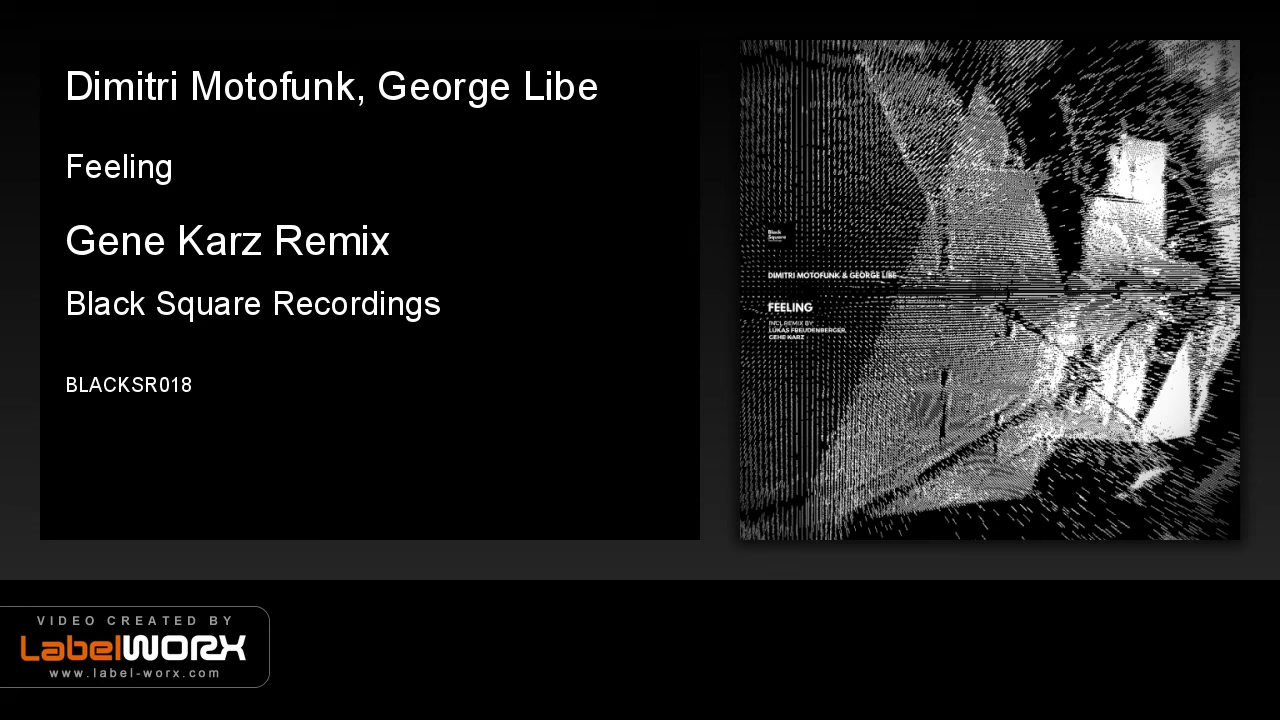 Dimitri Motofunk, George Libe
Feeling
Gene Karz Remix
Black Square Recordings
BLACKSR018
Black
Square
DIMITRI MOTOFUNK & GEORGE LIBE
FEELING
INCL REMIX BY
LUKAS FREUDENBERGER,
GEHE KARZ
VIDEO CREATED BY
LabelWORX
www.label-worx.com